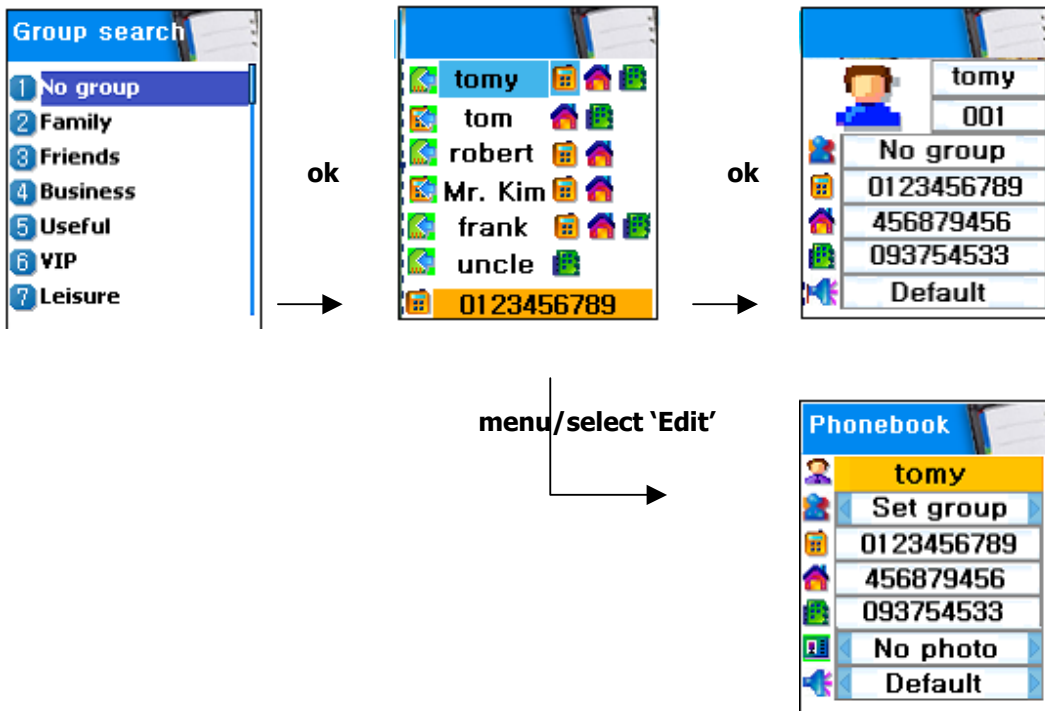 Group search
1 No group
2 Family
3 Friends
4 Business
5 Useful
6 VIP
7 Leisure
ok
tomy
tom
robert
Mr. Kim
frank
uncle
0123456789
ok
tomy
001
No group
0123456789
456879456
093754533
Default
menu/select ‘Edit’
Phonebook
tomy
Set group
0123456789
456879456
093754533
No photo
Default